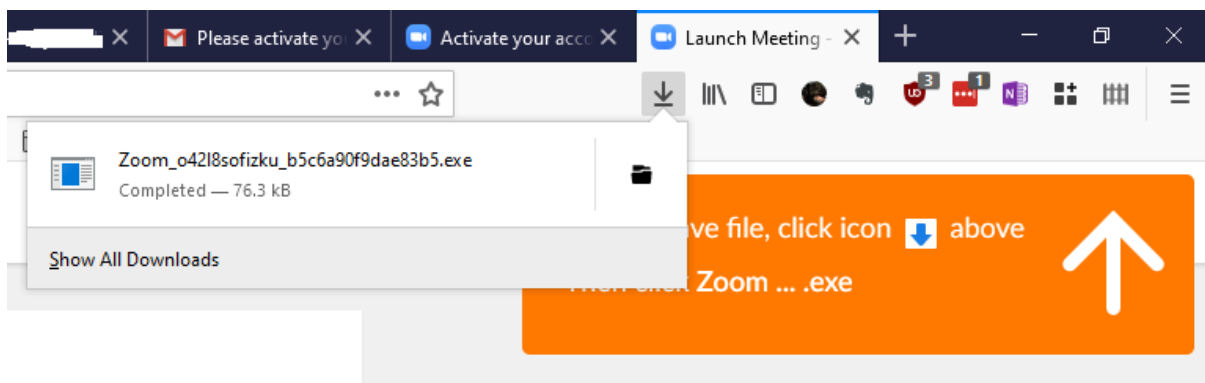 Please activate yo
Activate your acco
Launch Meeting -
3
1
N
Zoom_o42l8sofizku_b5c6a90f9dae83b5.exe
Completed — 76.3 kB
Show All Downloads
ve file, click icon above
click Zoom ... .exe